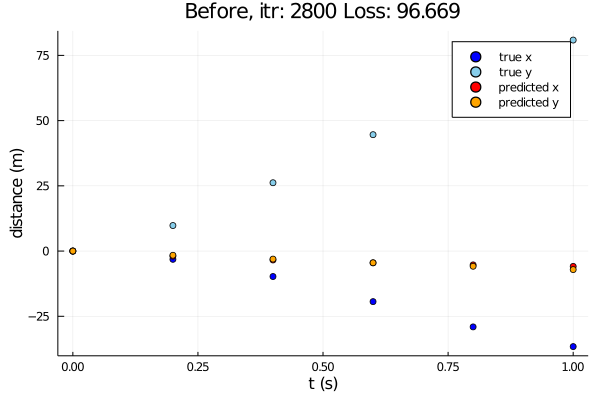 Before, itr: 2800 Loss: 96.669
distance (m)
75
50
25
0
−25
true x
true y
predicted x
predicted y
0.00
0.25
0.50
0.75
1.00
t (s)